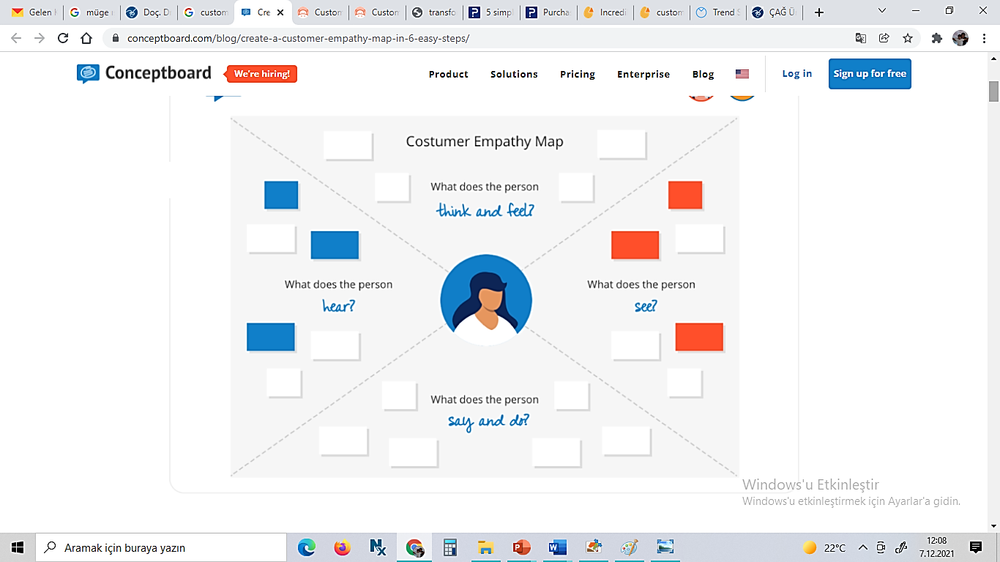 Gelen
müge
Doç. D
custom
Cre
Custom
Custom
transfo
5 simpl
Purcha
Incredi
custom
Trend S
ÇAĞ Ü
conceptboard.com/blog/create-a-customer-empathy-map-in-6-easy-steps/
Conceptboard
We're hiring!
Product
Solutions
Pricing
Enterprise
Blog
Log in
Sign up for free
Costumer Empathy Map
What does the person
think and feel?
What does the person
hear?
What does the person
see?
What does the person
say and do?
Windows'u Etkinleştir
Windows'u etkinleştirmek için Ayarlar'a gidin.
Aramak için buraya yazın
22°C
12:08
7.12.2021